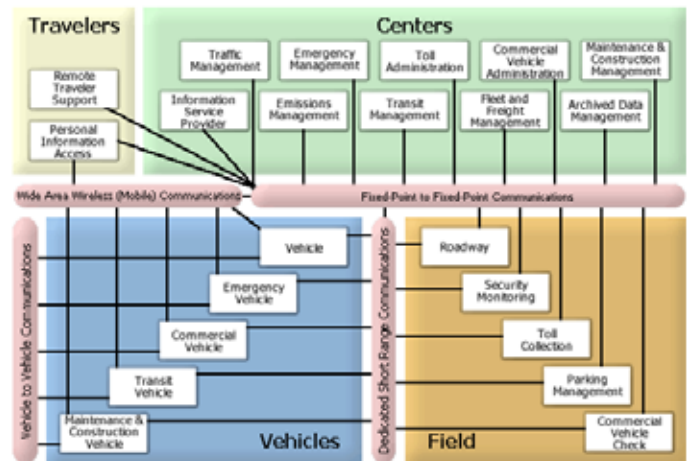 Travelers
Centers
Remote
Traveler
Support
Personal
Information
Access
Traffic
Management
Emergency
Management
Toll
Administration
Commercial
Vehicle
Administration
Maintenance &
Construction
Management
Information
Service
Provider
Emissions
Management
Transit
Management
Fleet and
Freight
Management
Archived Data
Management
Wide Area Wireless (Mobile) Communications
Fixed-Point to Fixed-Point Communications
Vehicle to Vehicle Communications
Vehicle
Emergency
Vehicle
Commercial
Vehicle
Transit
Vehicle
Maintenance &
Construction
Vehicle
Vehicles
Dedicated Short Range Communications
Roadway
Security
Monitoring
Toll
Collection
Parking
Management
Commercial
Vehicle
Check
Field